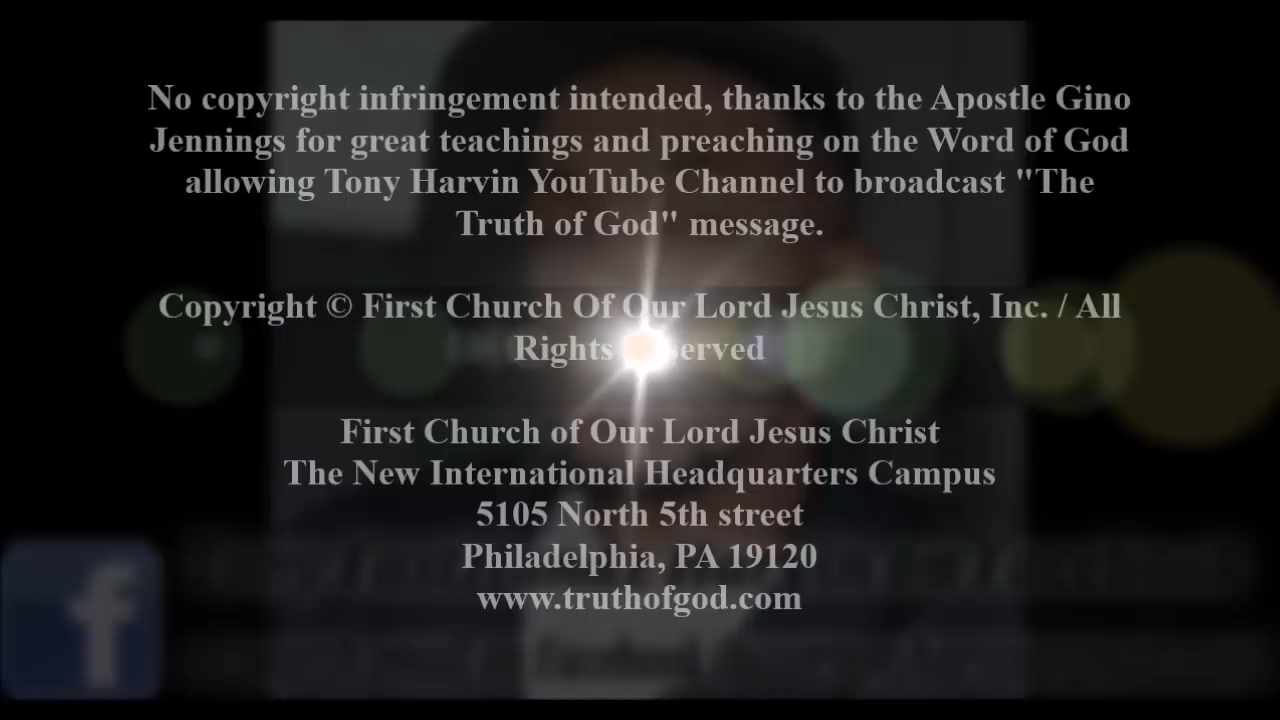 No copyright infringement intended, thanks to the Apostle Gino
Jennings for great teachings and preaching on the Word of God
allowing Tony Harvin YouTube Channel to broadcast "The
Truth of God" message.
Copyright © First Church Of Our Lord Jesus Christ, Inc. / All
Rights served
First Church of Our Lord Jesus Christ
The New International Headquarters Campus
5105 North 5th street
Philadelphia, PA 19120
www.truthofgod.com
f